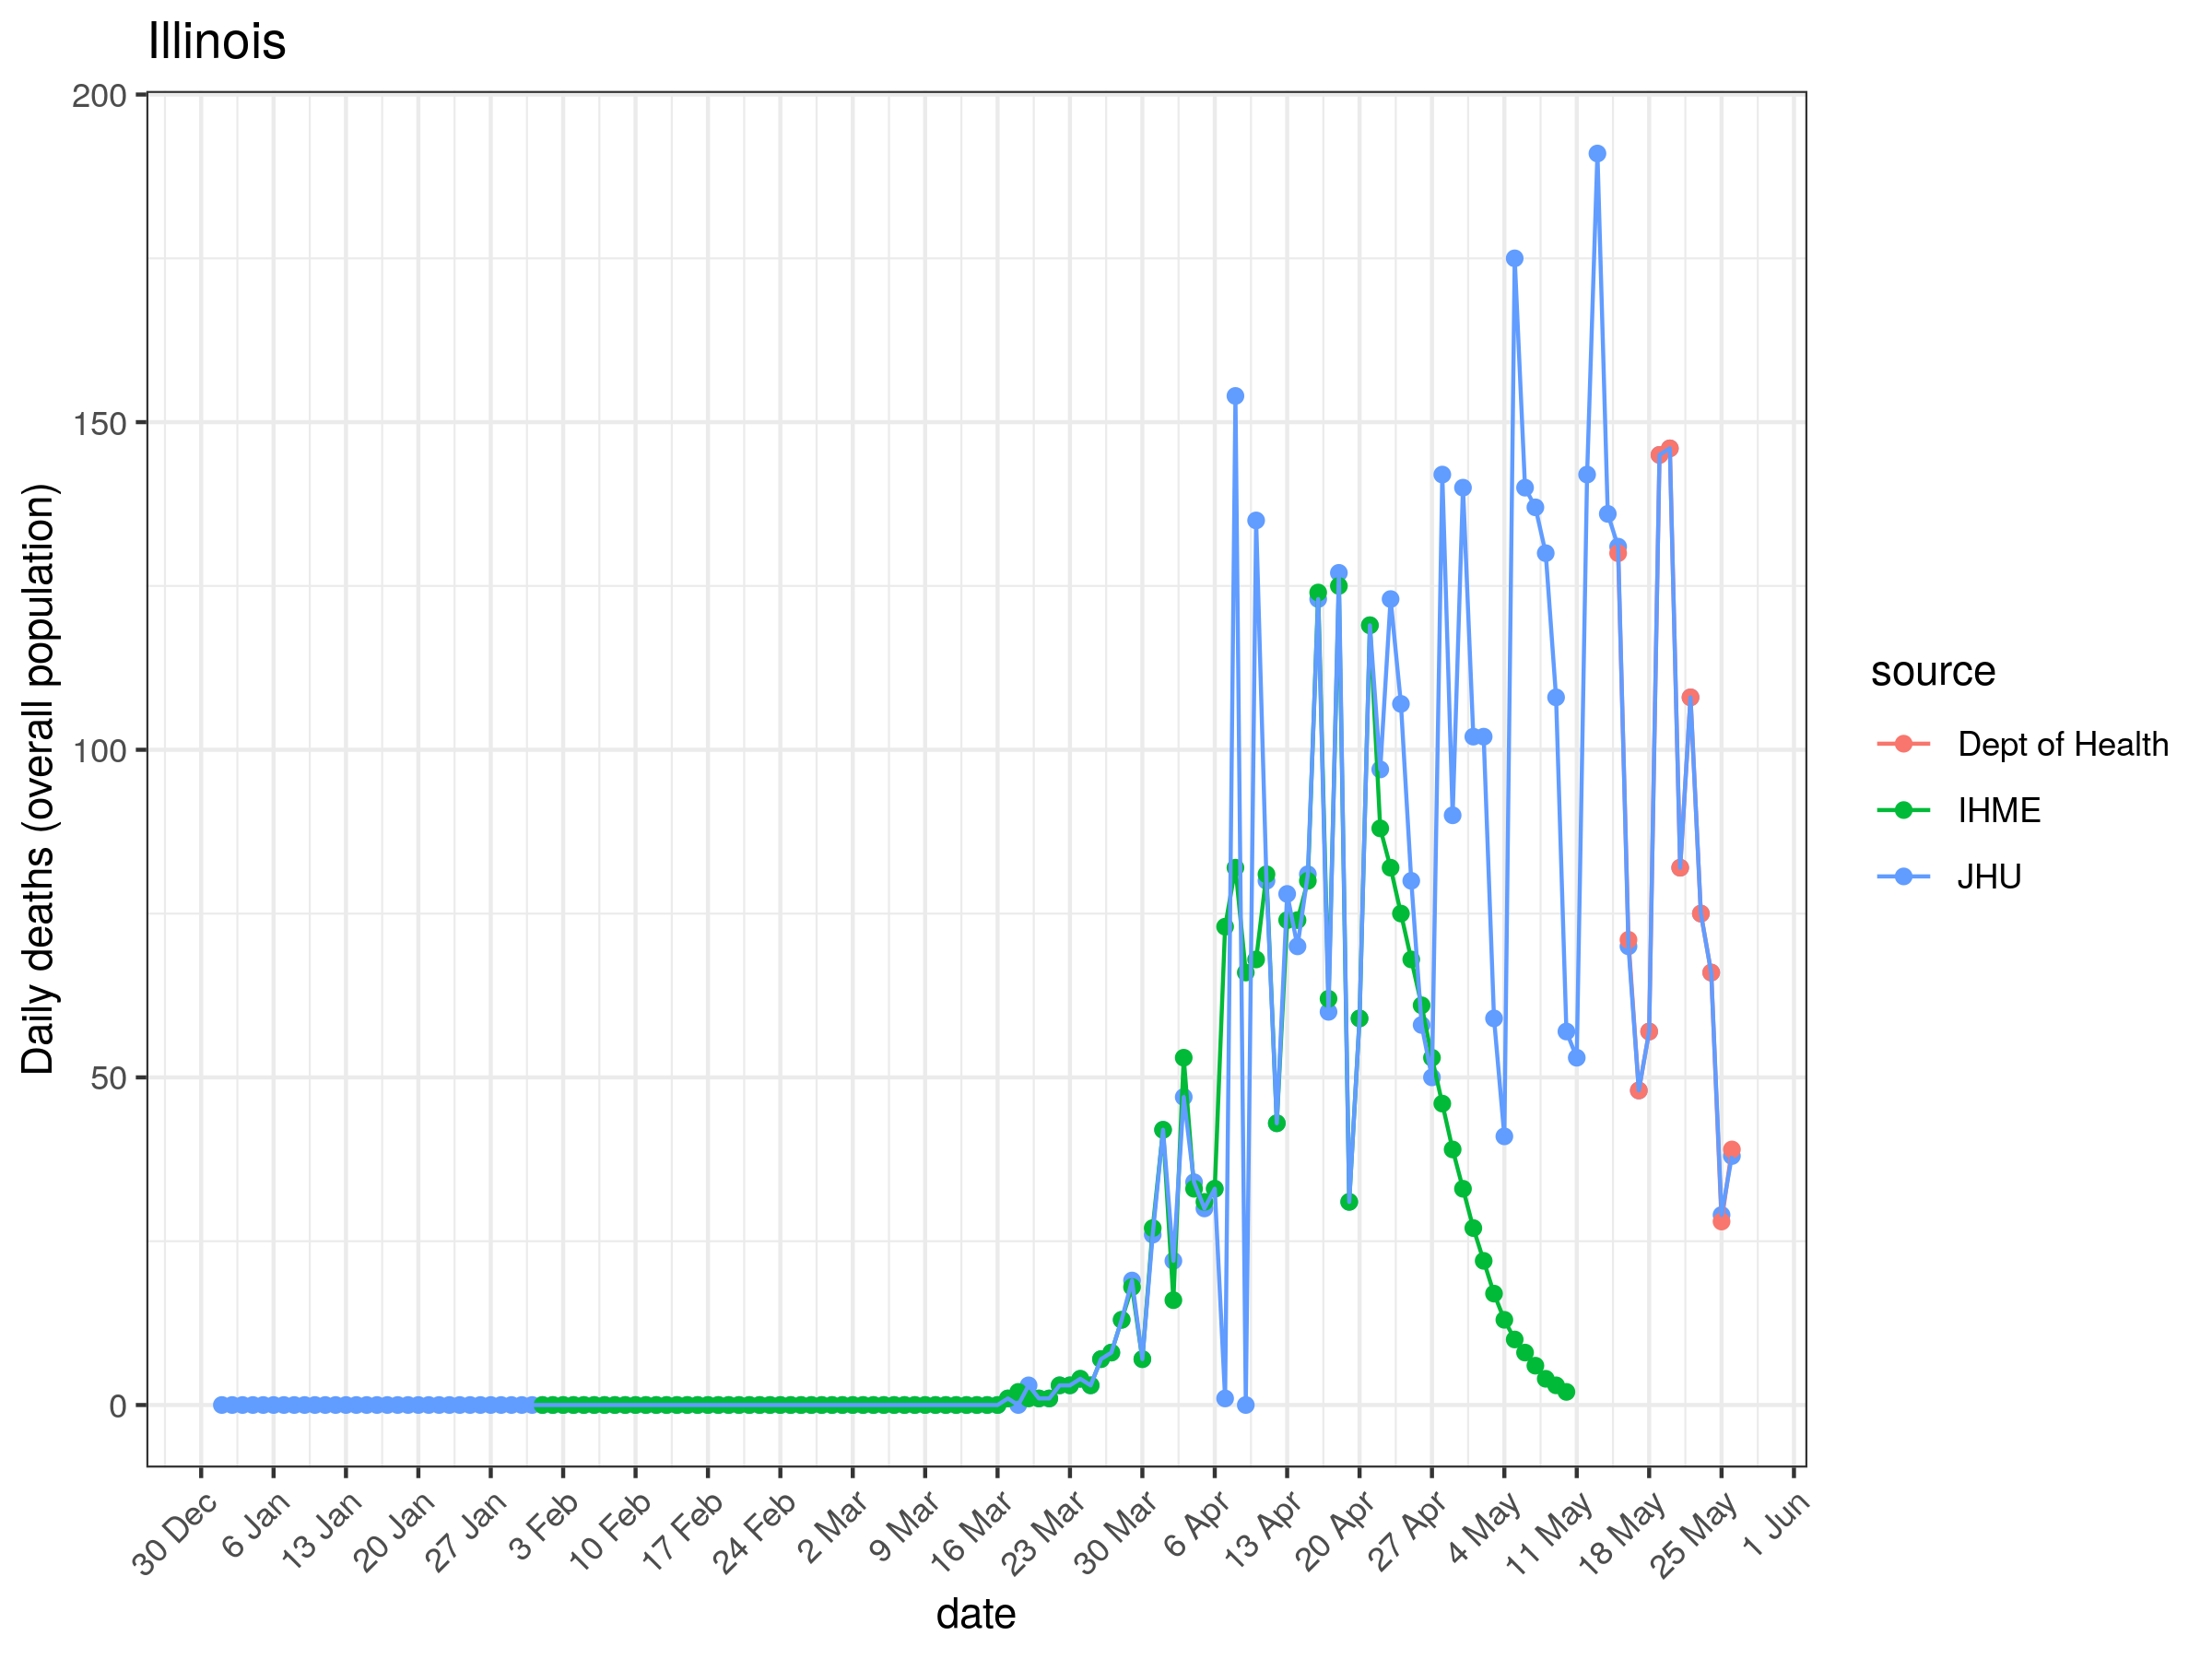 Illinois
200
150
100
50
0
Daily deaths (overall population)
30 Dec
6 Jan
13 Jan
20 Jan
27 Jan
3 Feb
10 Feb
17 Feb
24 Feb
2 Mar
9 Mar
16 Mar
23 Mar
30 Mar
6 Apr
13 Apr
20 Apr
27 Apr
4 May
11 May
18 May
25 May
1 Jun
date
source
Dept of Health
IHME
JHU